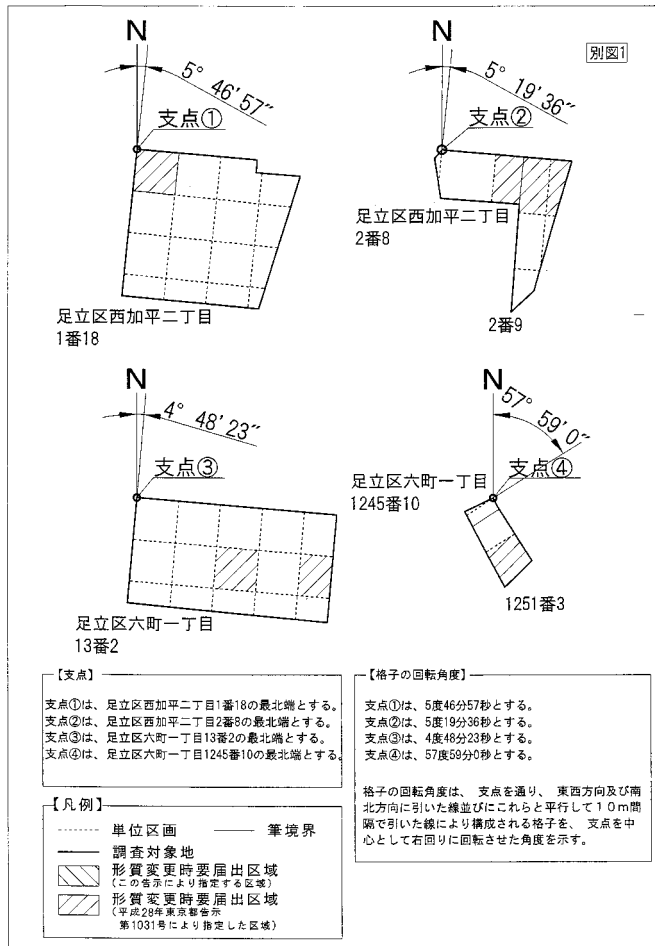 別図1
N
5° 46′57″
支点①
足立区西加平二丁目
1番18
N
5° 19′36″
支点②
足立区西加平二丁目
2番8
2番9
N
4° 48′23″
支点③
足立区六町一丁目
13番2
N
57° 59′0″
支点④
足立区六町一丁目
1245番10
1251番3
【支点】
支点①は、足立区西加平二丁目1番18の最北端とする。
支点②は、足立区西加平二丁目2番8の最北端とする。
支点③は、足立区六町一丁目13番2の最北端とする。
支点④は、足立区六町一丁目1245番10の最北端とする。
【格子の回転角度】
支点①は、5度46分57秒とする。
支点②は、5度19分36秒とする。
支点③は、4度48分23秒とする。
支点④は、57度59分0秒とする。
格子の回転角度は、支点を通り、東西方向及び南
北方向に引いた線並びにこれらと平行して10m間
隔で引いた線により構成される格子を、支点を中
心として右回りに回転させた角度を示す。
【凡例】
単位区画 筆境界
調査対象地
形質変更時要届出区域
(この告示により指定する区域)
形質変更時要届出区域
(平成28年東京都告示
第1031号により指定した区域)